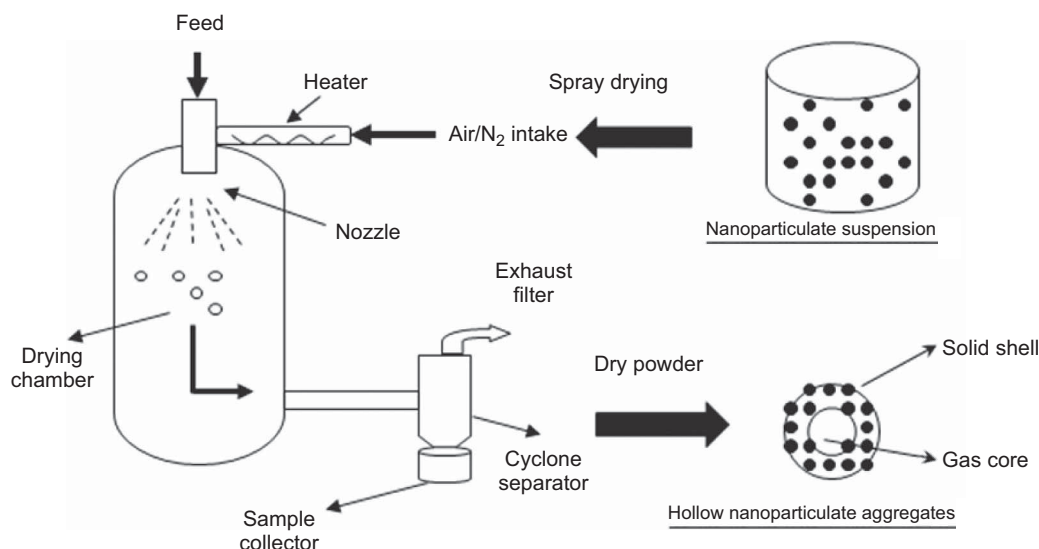 Feed
Heater
Spray drying
Air/N₂ intake
Nozzle
Nanoparticulate suspension
Exhaust
filter
Drying
chamber
Dry powder
Solid shell
Gas core
Cyclone
separator
Sample
collector
Hollow nanoparticulate aggregates